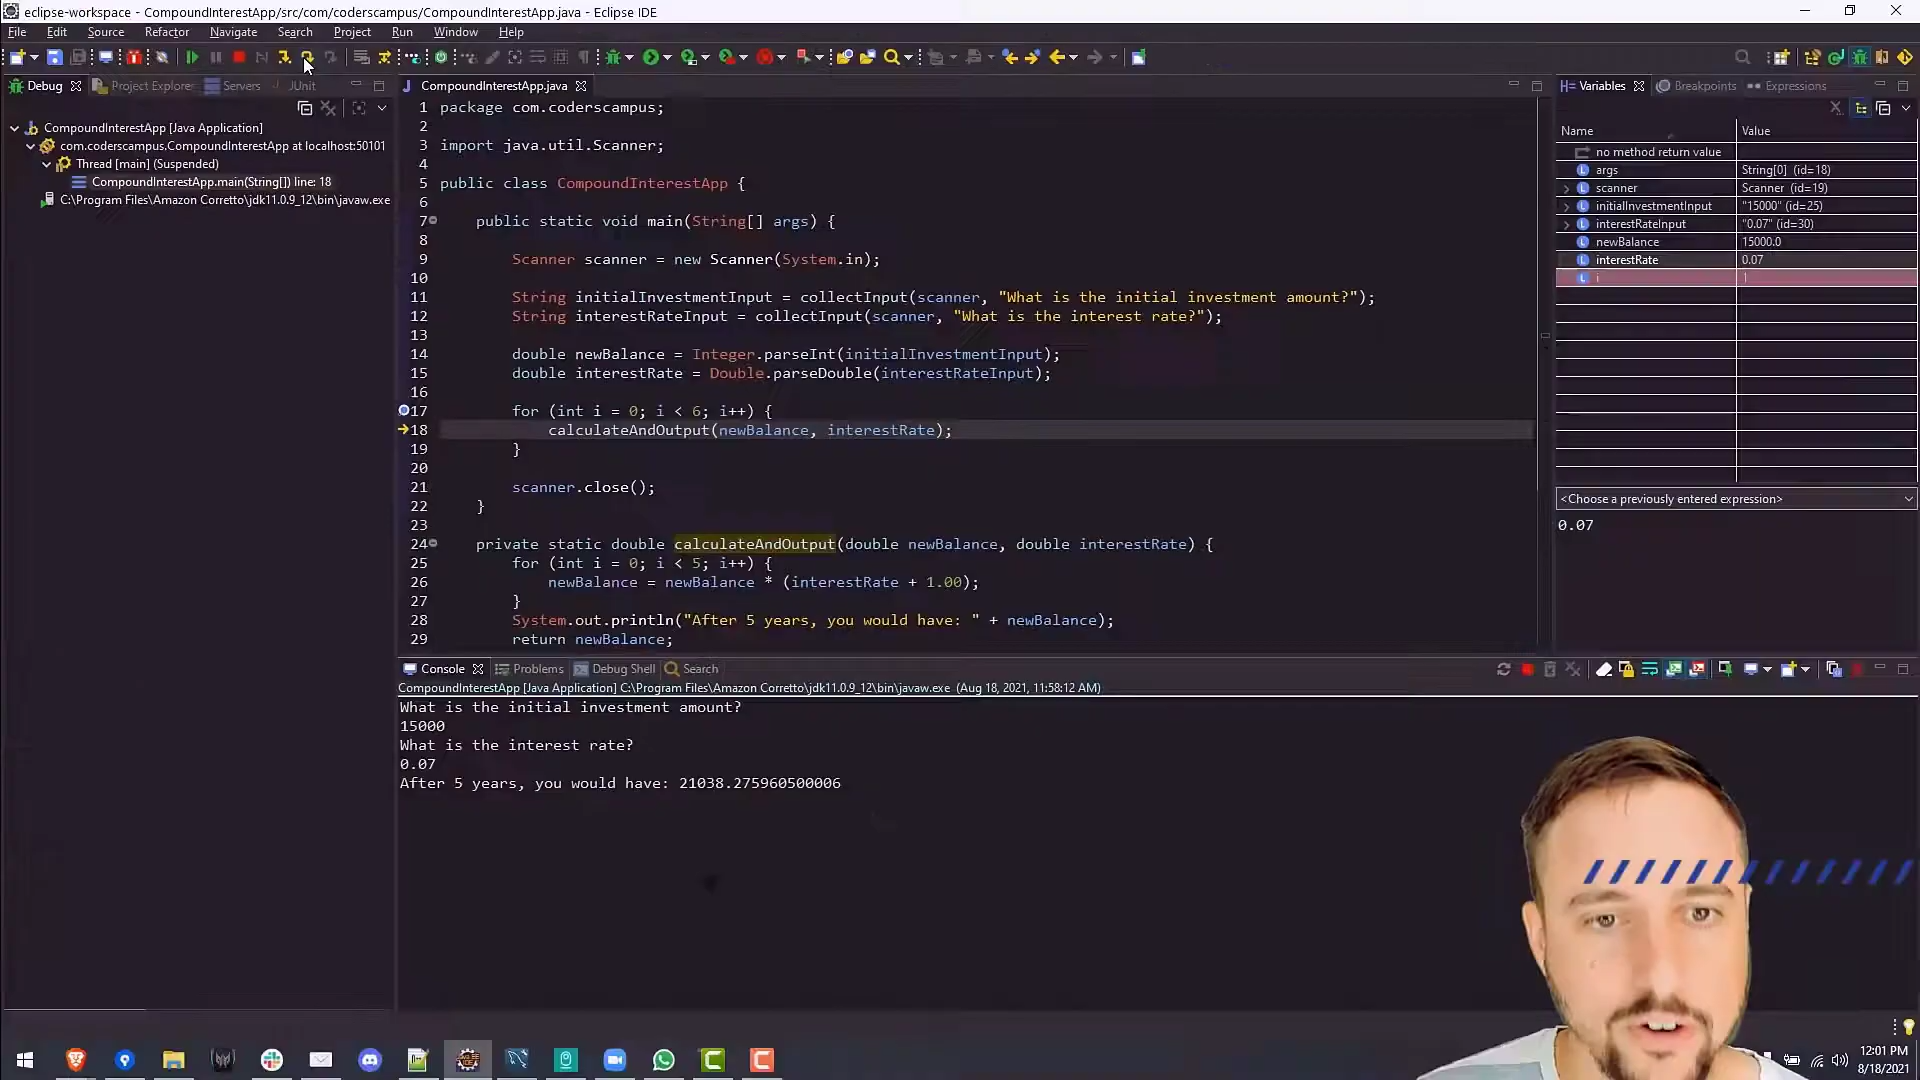 eclipse-workspace - CompoundInterestApp/src/com/coderscampus/CompoundInterestApp.java - Eclipse IDE
File Edit Source Refactor Navigate Search Project Run Window Help
Debug Project Explorer Servers JUnit
CompoundInterestApp [Java Application]
com.coderscampus.CompoundInterestApp at localhost:50101
Thread [main] (Suspended)
CompoundInterestApp.main(String[]) line: 18
C:\Program Files\Amazon Corretto\jdk11.0.9_12\bin\javaw.exe
CompoundInterestApp.java
1 package com.coderscampus;
2
3 import java.util.Scanner;
4
5 public class CompoundInterestApp {
6
7 public static void main(String[] args) {
8
9 Scanner scanner = new Scanner(System.in);
10
11 String initialInvestmentInput = collectInput(scanner, "What is the initial investment amount?");
12 String interestRateInput = collectInput(scanner, "What is the interest rate?");
13
14 double newBalance = Integer.parseInt(initialInvestmentInput);
15 double interestRate = Double.parseDouble(interestRateInput);
16
17 for (int i = 0; i < 6; i++) {
18 calculateAndOutput(newBalance, interestRate);
19 }
20
21 scanner.close();
22 }
23
24 private static double calculateAndOutput(double newBalance, double interestRate) {
25 for (int i = 0; i < 5; i++) {
26 newBalance = newBalance * (interestRate + 1.00);
27 }
28 System.out.println("After 5 years, you would have: " + newBalance);
29 return newBalance;
Variables Breakpoints Expressions
Name Value
no method return value
args String[0] (id=18)
scanner Scanner (id=19)
initialInvestmentInput "15000" (id=25)
interestRateInput "0.07" (id=30)
newBalance 15000.0
interestRate 0.07
i 1
<Choose a previously entered expression>
0.07
Console Problems Debug Shell Search
CompoundInterestApp [Java Application] C:\Program Files\Amazon Corretto\jdk11.0.9_12\bin\javaw.exe (Aug 18, 2021, 11:58:12 AM)
What is the initial investment amount?
15000
What is the interest rate?
0.07
After 5 years, you would have: 21038.275960500006
12:01 PM
8/18/2021